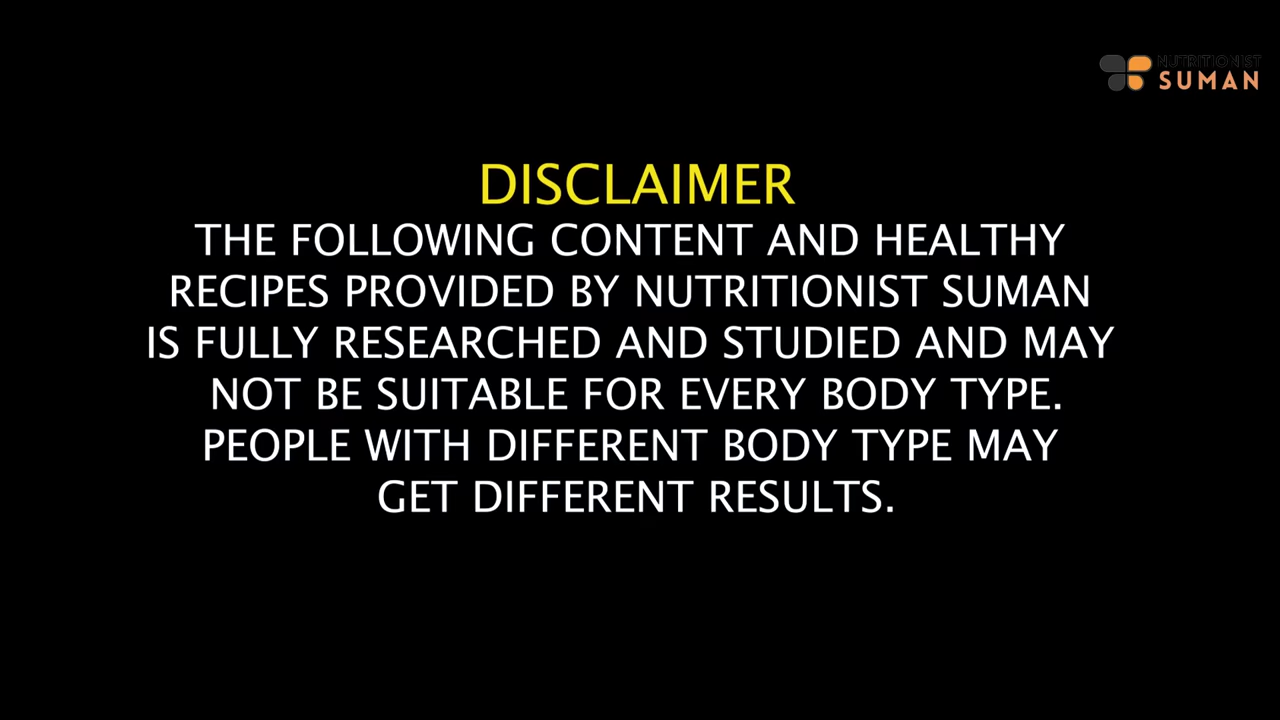 NUTRITIONIST
SUMAN
DISCLAIMER
THE FOLLOWING CONTENT AND HEALTHY
RECIPES PROVIDED BY NUTRITIONIST SUMAN
IS FULLY RESEARCHED AND STUDIED AND MAY
NOT BE SUITABLE FOR EVERY BODY TYPE.
PEOPLE WITH DIFFERENT BODY TYPE MAY
GET DIFFERENT RESULTS.